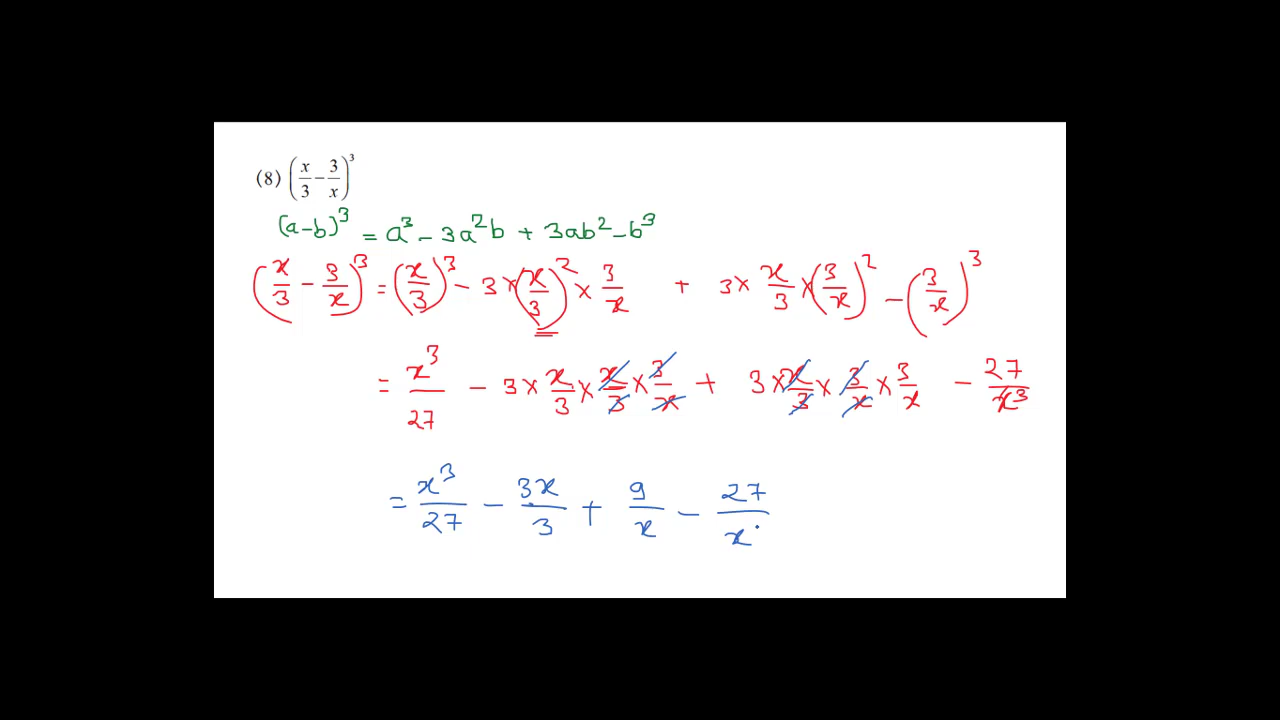 (8) (x/3 − 3/x)³
(a−b)³ = a³ − 3a²b + 3ab² − b³
(x/3 − 3/x)³ = (x/3)³ − 3×(x/3)² × 3/x + 3× x/3 ×(3/x)² − (3/x)³
= x³/27 − 3 × x/3 × x/3 × 3/x + 3 × x/3 × 3/x × 3/x − 27/x³
= x³/27 − 3x/3 + 9/x − 27/x